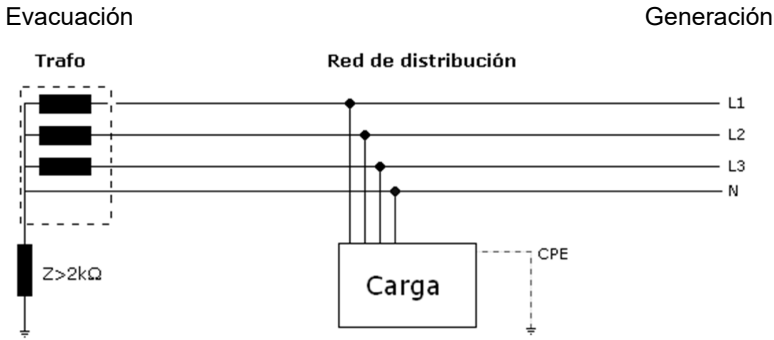 Evacuación Generación
Trafo Red de distribución
L1
L2
L3
N
Z>2kΩ
CPE
Carga